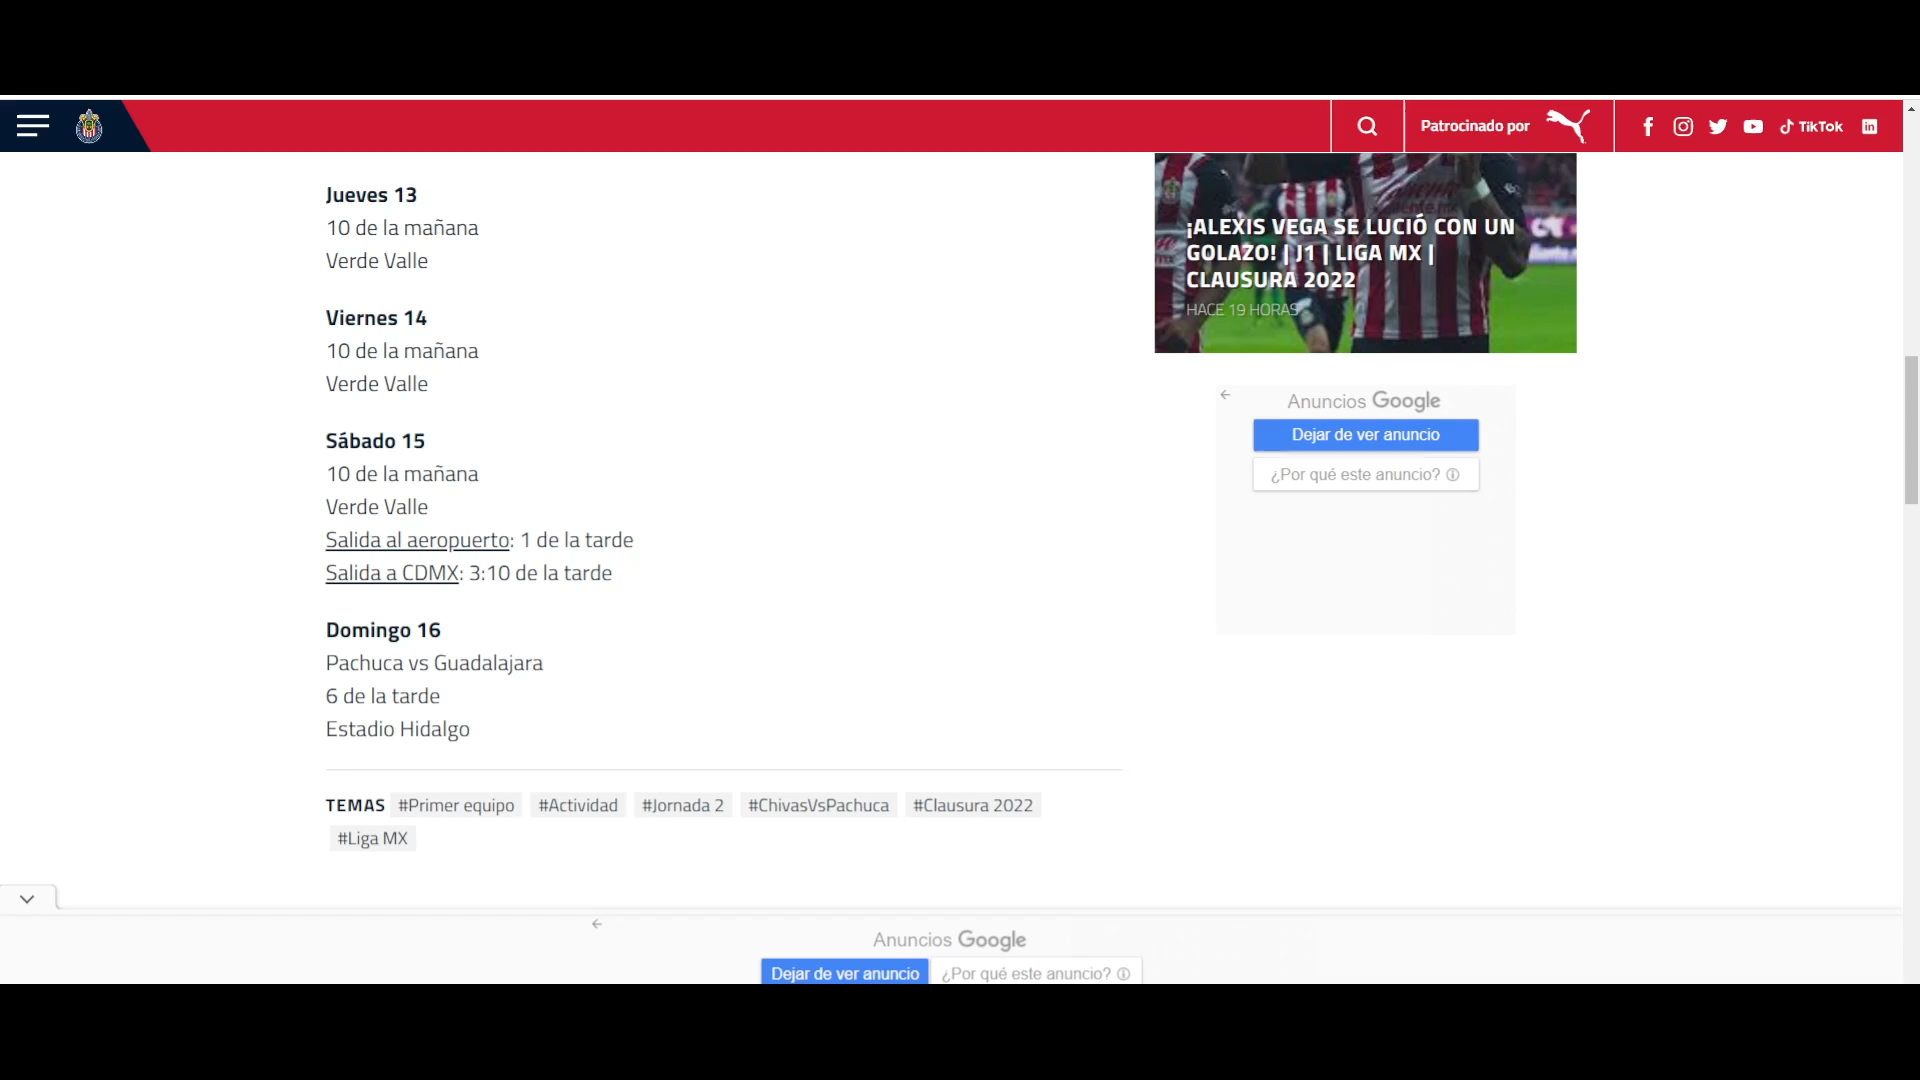 Patrocinado por
TikTok
Jueves 13
10 de la mañana
Verde Valle
Viernes 14
10 de la mañana
Verde Valle
Sábado 15
10 de la mañana
Verde Valle
Salida al aeropuerto: 1 de la tarde
Salida a CDMX: 3:10 de la tarde
Domingo 16
Pachuca vs Guadalajara
6 de la tarde
Estadio Hidalgo
TEMAS #Primer equipo #Actividad #Jornada 2 #ChivasVsPachuca #Clausura 2022
#Liga MX
¡ALEXIS VEGA SE LUCIÓ CON UN
GOLAZO! | J1 | LIGA MX |
CLAUSURA 2022
HACE 19 HORAS
Anuncios Google
Dejar de ver anuncio
¿Por qué este anuncio?
Anuncios Google
Dejar de ver anuncio ¿Por qué este anuncio?